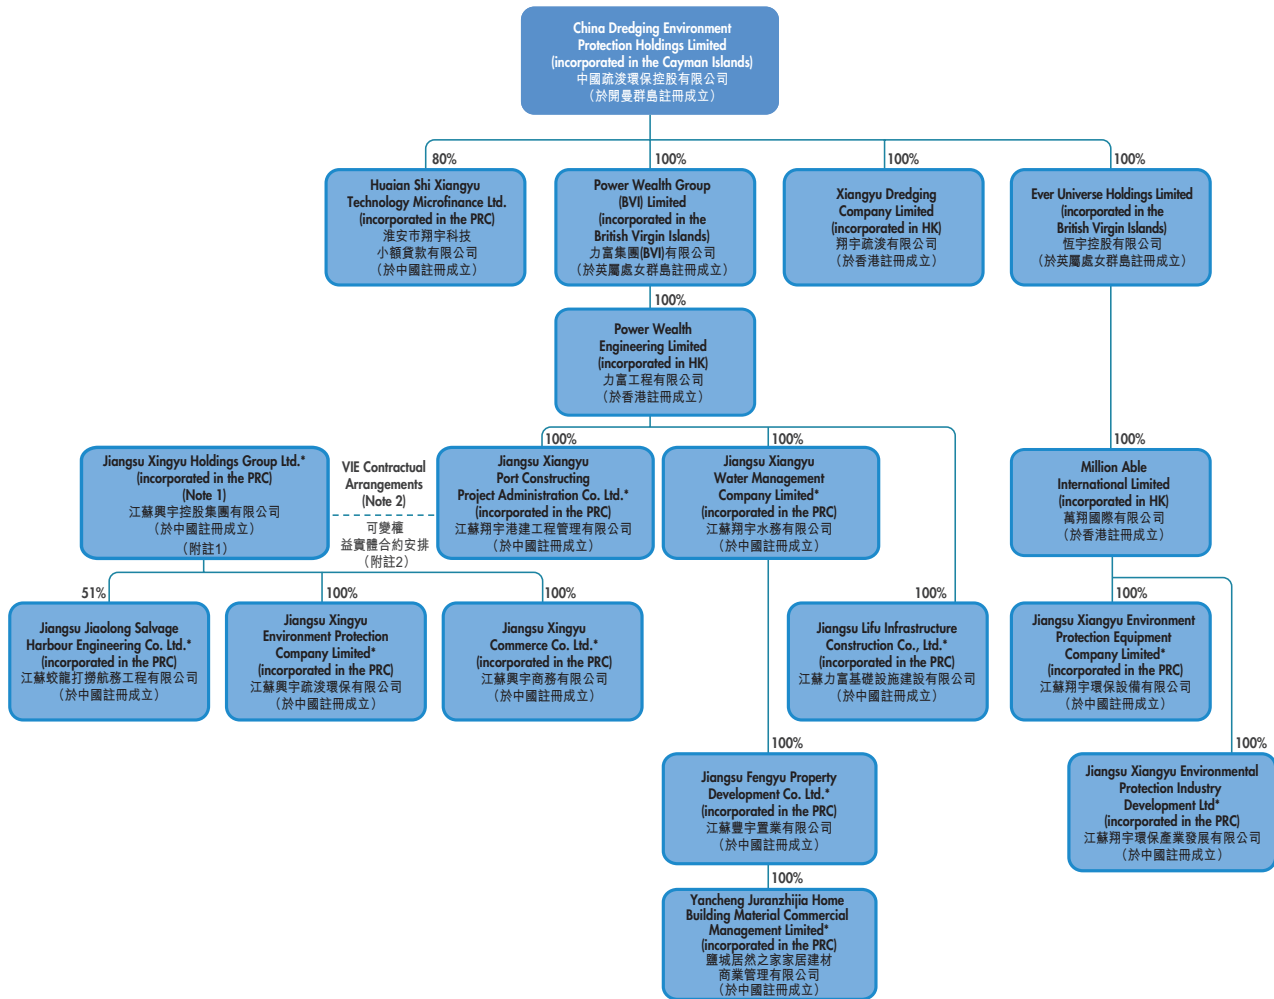 China Dredging Environment
Protection Holdings Limited
(incorporated in the Cayman Islands)
中國疏浚環保控股有限公司
（於開曼群島註冊成立）
80%
100%
100%
100%
Huaian Shi Xiangyu
Technology Microfinance Ltd.
(incorporated in the PRC)
淮安市翔宇科技
小額貸款有限公司
（於中國註冊成立）
Power Wealth Group
(BVI) Limited
(incorporated in the
British Virgin Islands)
力富集團(BVI)有限公司
（於英屬處女群島註冊成立）
Xiangyu Dredging
Company Limited
(incorporated in HK)
翔宇疏浚有限公司
（於香港註冊成立）
Ever Universe Holdings Limited
(incorporated in the
British Virgin Islands)
恆宇控股有限公司
（於英屬處女群島註冊成立）
100%
Power Wealth
Engineering Limited
(incorporated in HK)
力富工程有限公司
（於香港註冊成立）
100%
100%
100%
Jiangsu Xingyu Holdings Group Ltd.*
(incorporated in the PRC)
(Note 1)
江蘇興宇控股集團有限公司
（於中國註冊成立）
（附註1）
VIE Contractual
Arrangements
(Note 2)
可變權
益實體合約安排
（附註2）
Jiangsu Xiangyu
Port Constructing
Project Administration Co. Ltd.*
(incorporated in the PRC)
江蘇翔宇港建工程管理有限公司
（於中國註冊成立）
Jiangsu Xiangyu
Water Management
Company Limited*
(incorporated in the PRC)
江蘇翔宇水務有限公司
（於中國註冊成立）
Million Able
International Limited
(incorporated in HK)
萬翔國際有限公司
（於香港註冊成立）
51%
100%
100%
100%
100%
Jiangsu Jiaolong Salvage
Harbour Engineering Co. Ltd.*
(incorporated in the PRC)
江蘇蛟龍打撈航務工程有限公司
（於中國註冊成立）
Jiangsu Xingyu
Environment Protection
Company Limited*
(incorporated in the PRC)
江蘇興宇疏浚環保有限公司
（於中國註冊成立）
Jiangsu Xingyu
Commerce Co. Ltd.*
(incorporated in the PRC)
江蘇興宇商務有限公司
（於中國註冊成立）
Jiangsu Lifu Infrastructure
Construction Co., Ltd.*
(incorporated in the PRC)
江蘇力富基礎設施建設有限公司
（於中國註冊成立）
Jiangsu Xiangyu Environment
Protection Equipment
Company Limited*
(incorporated in the PRC)
江蘇翔宇環保設備有限公司
（於中國註冊成立）
100%
100%
Jiangsu Fengyu Property
Development Co. Ltd.*
(incorporated in the PRC)
江蘇豐宇置業有限公司
（於中國註冊成立）
Jiangsu Xiangyu Environmental
Protection Industry
Development Ltd*
(incorporated in the PRC)
江蘇翔宇環保產業發展有限公司
（於中國註冊成立）
100%
Yancheng Juranzhijia Home
Building Material Commercial
Management Limited*
(incorporated in the PRC)
鹽城居然之家家居建材
商業管理有限公司
（於中國註冊成立）